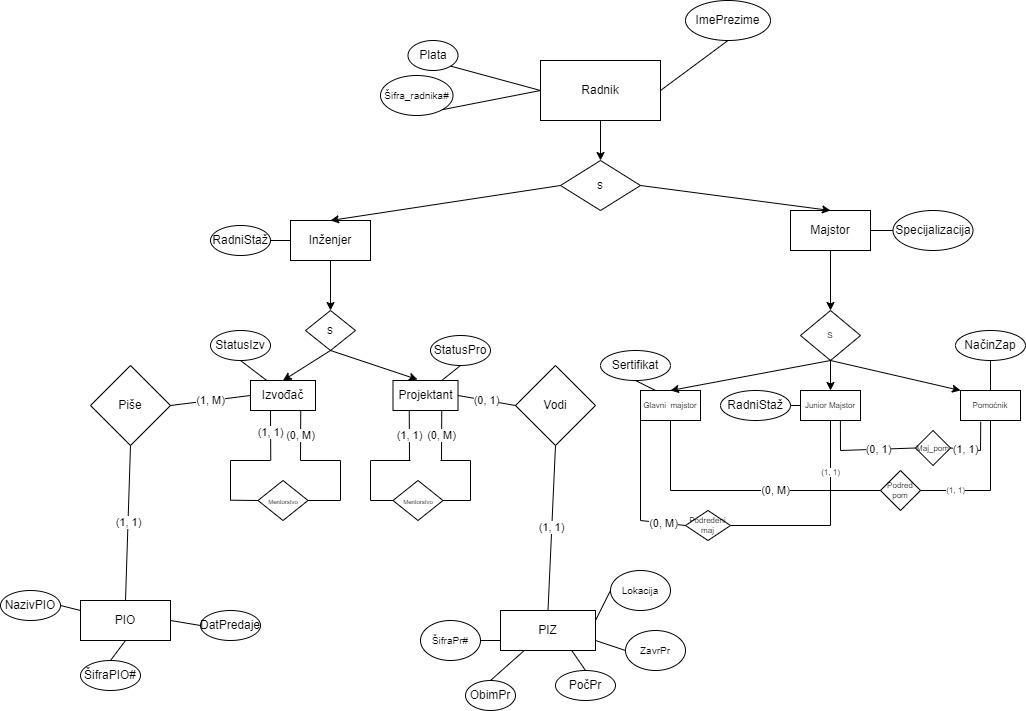 ImePrezime
Plata
Radnik
Šifra_radnika#
S
RadniStaž
Inženjer
Majstor
Specijalizacija
S
S
StatusIzv
StatusPro
NačinZap
Sertifikat
Piše
(1, M)
Izvođač
Projektant
(0, 1)
Vodi
Glavni majstor
RadniStaž
Junior Majstor
Pomoćnik
(1, 1)
(0, M)
(1, 1)
(0, M)
(0, 1)
Maj_pom
(1, 1)
(1, 1)
Mentorstvo
Mentorstvo
(0, M)
Podred
pom
(1, 1)
(1, 1)
(1, 1)
(0, M)
Podređeni
maj
NazivPIO
PIO
DatPredaje
ŠifraPIO#
Lokacija
ŠifraPr#
PIZ
ZavrPr
ObimPr
PočPr